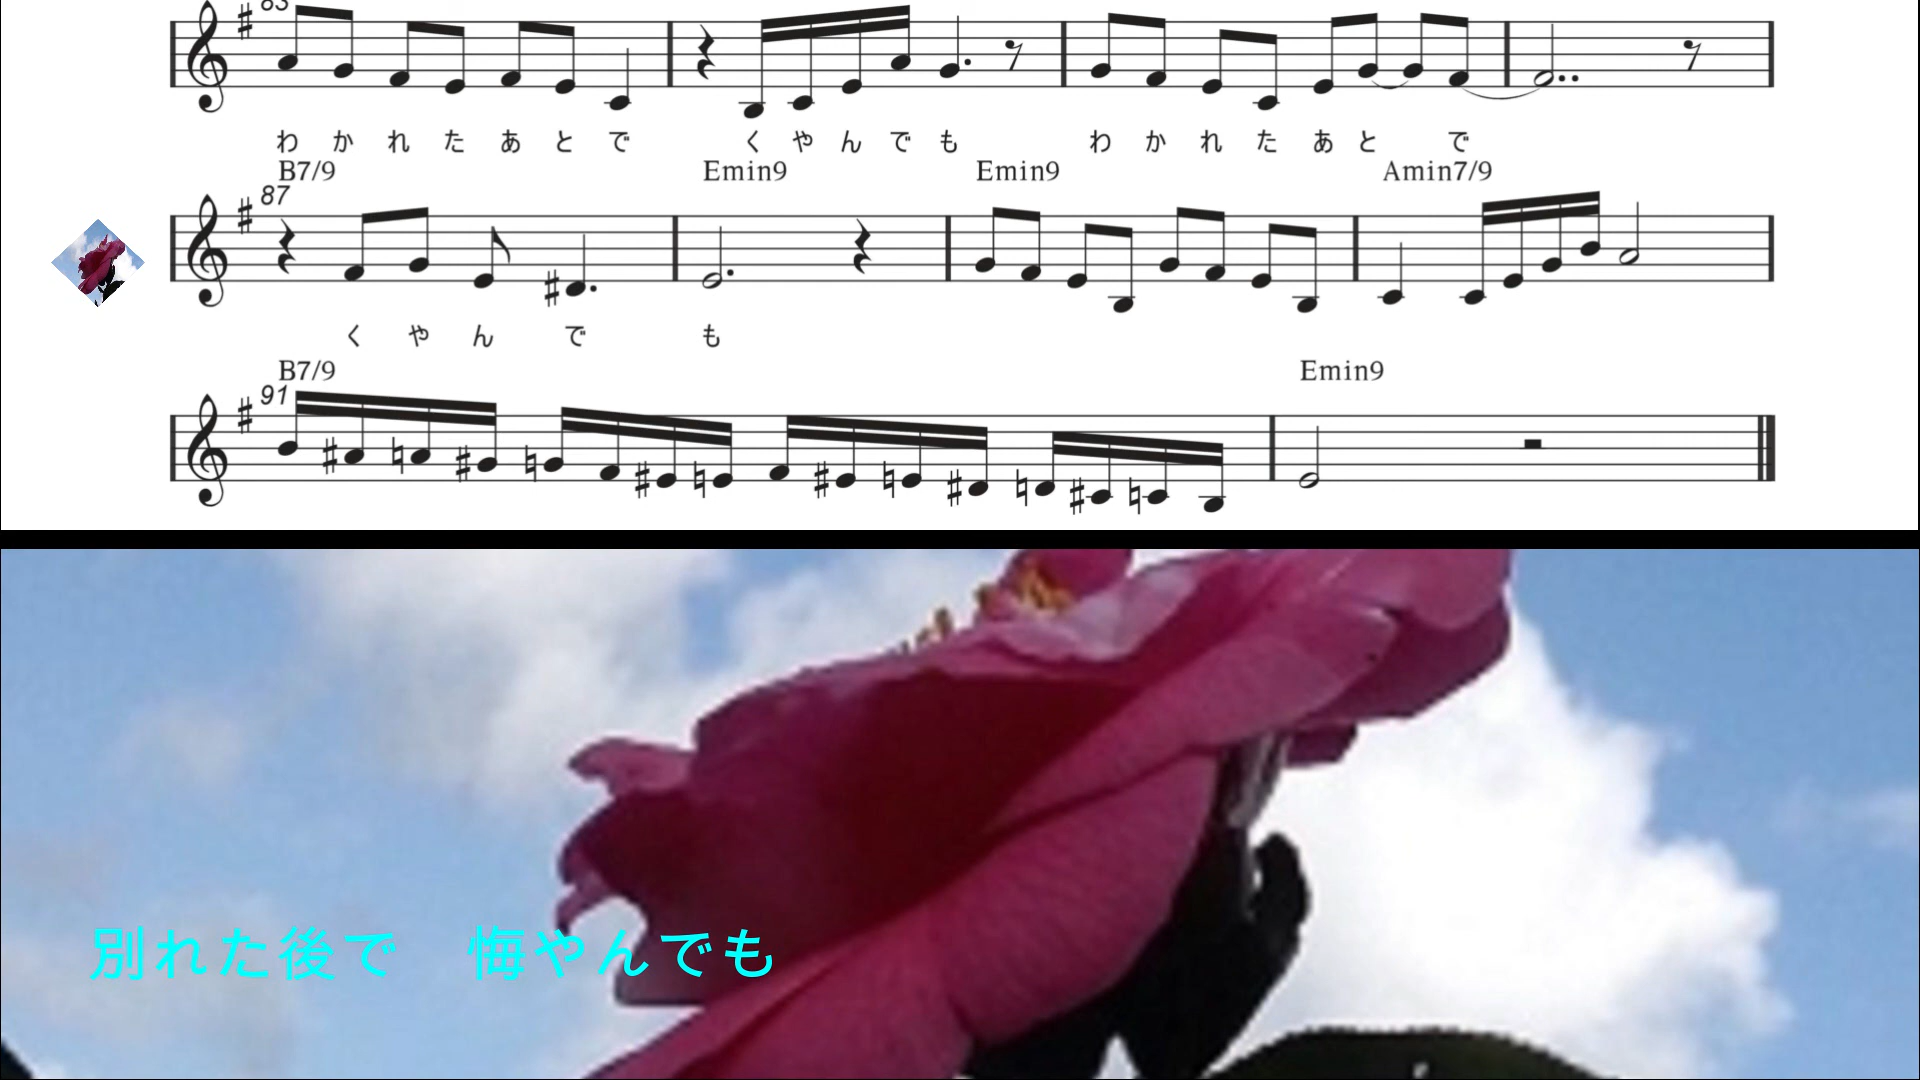 83
わ か れ た あ と で く や ん で も わ か れ た あ と で
B7/9 Emin9 Emin9 Amin7/9
87
く や ん で も
B7/9 Emin9
91
別れた後で　悔やんでも